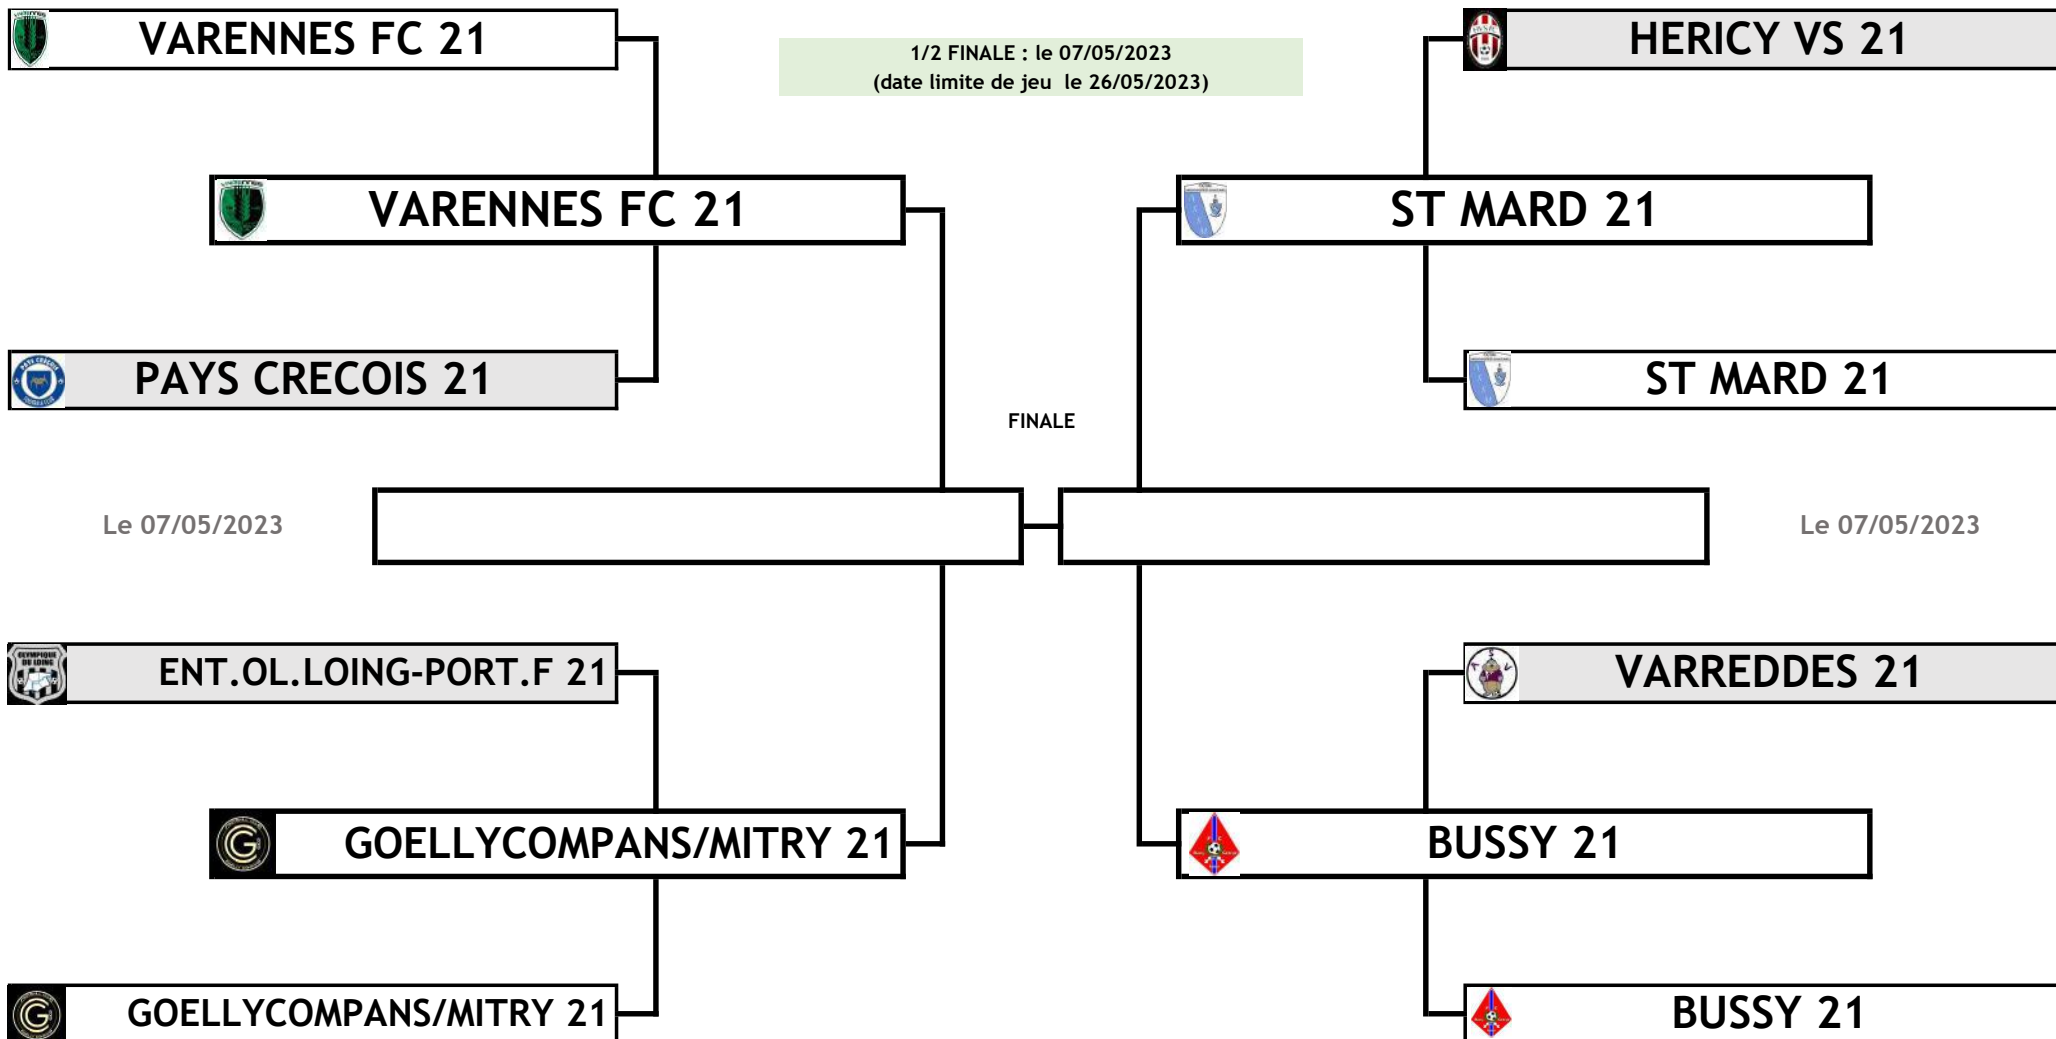 VARENNES FC 21
HERICY VS 21
1/2 FINALE : le 07/05/2023
(date limite de jeu le 26/05/2023)
VARENNES FC 21
ST MARD 21
PAYS CRECOIS 21
ST MARD 21
FINALE
Le 07/05/2023
Le 07/05/2023
OLYMPIQUE
DU LOING
ENT.OL.LOING-PORT.F 21
VARREDDES 21
GOELLYCOMPANS/MITRY 21
BUSSY 21
GOELLYCOMPANS/MITRY 21
BUSSY 21